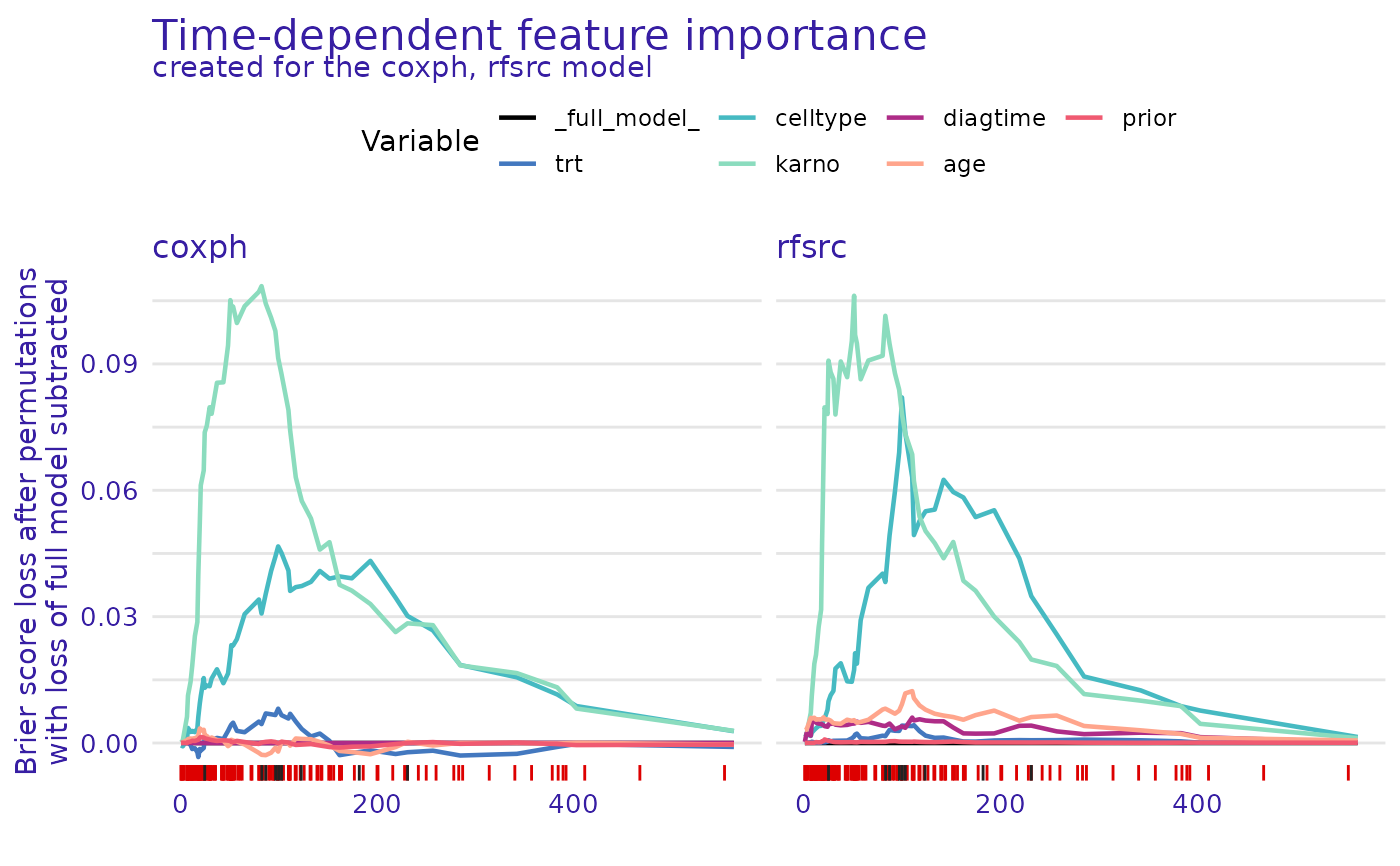 Time-dependent feature importance
created for the coxph, rfsrc model
Variable
_full_model_ celltype diagtime prior
trt karno age
coxph rfsrc
Brier score loss after permutations
with loss of full model subtracted
0.09
0.06
0.03
0.00
0 200 400 0 200 400